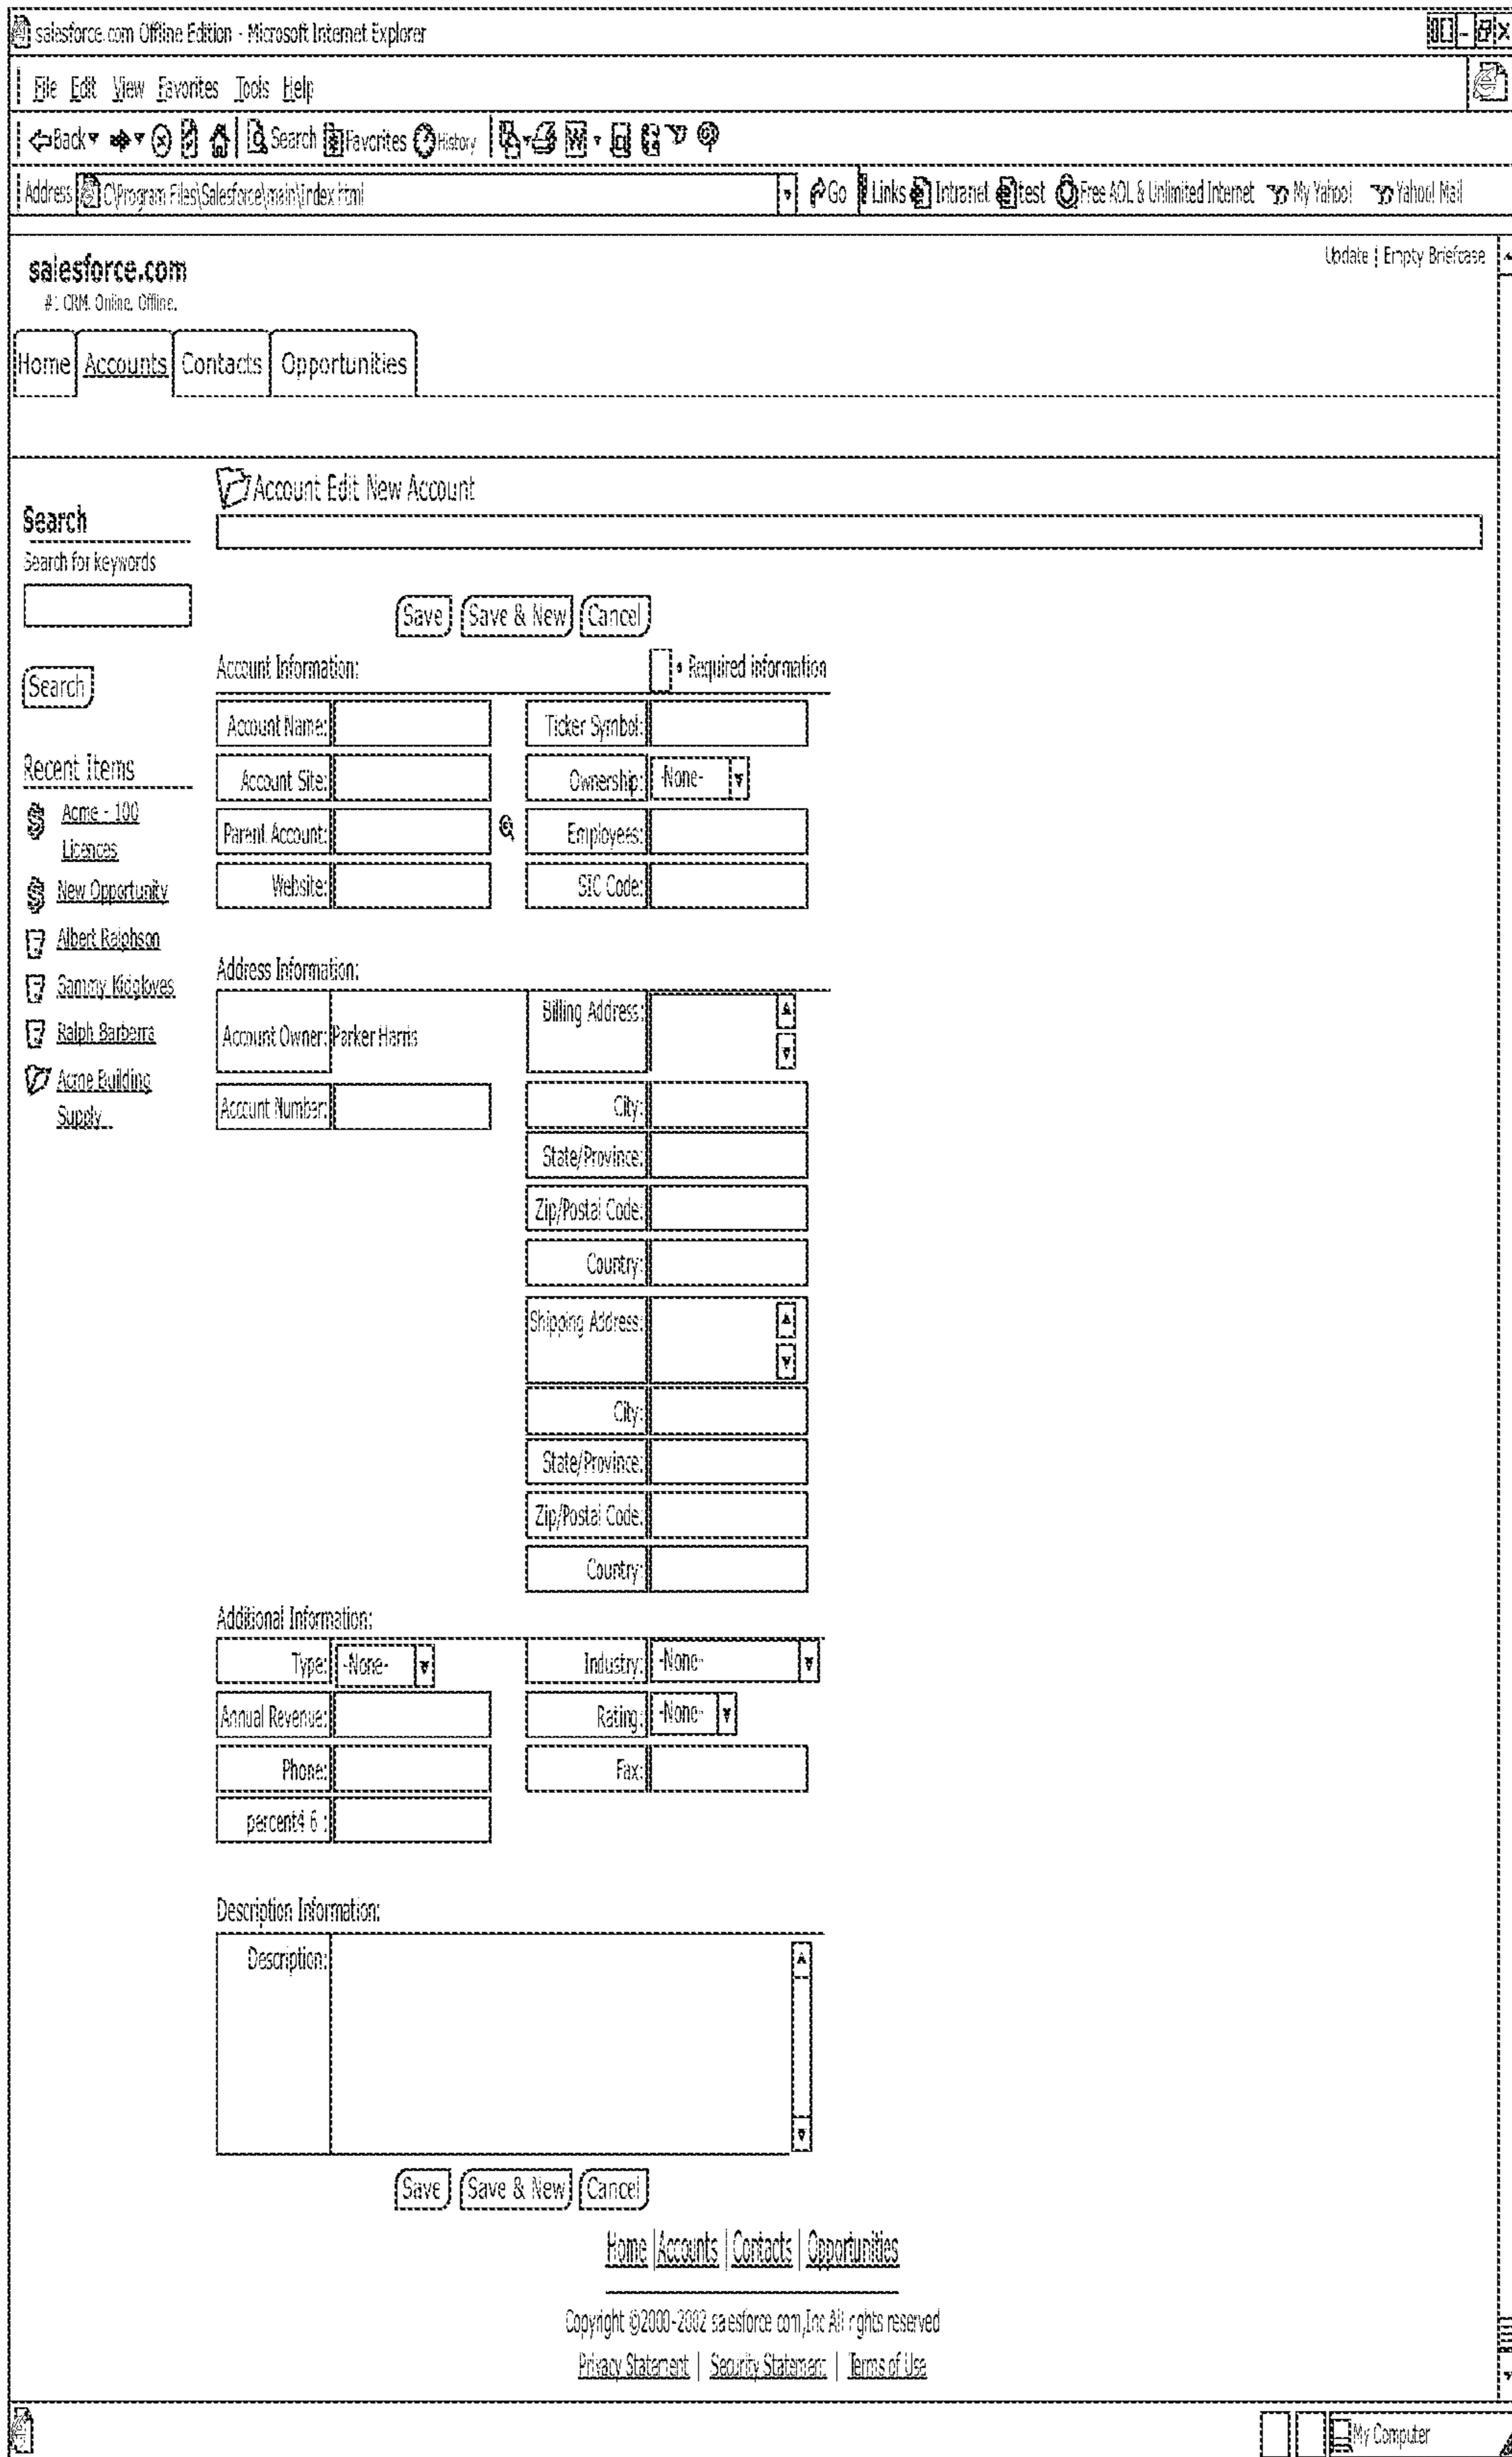 salesforce.com Offline Edition - Microsoft Internet Explorer
File Edit View Favorites Tools Help
Back Search Favorites History W
Address C:\Program Files\Salesforce\main\Index html Go Links Intranet test Free AOL & Unlimited Internet My Yahoo! Yahoo! Mail
salesforce.com
Update | Empty Briefcase
#1 CRM. Online. Offline.
Home Accounts Contacts Opportunities
Account Edit New Account
Search
Search for keywords
Search
Recent Items
Acme - 100
Licences
New Opportunity
Albert Ralphson
Sammy Kidgloves
Ralph Barberra
Acme Building
Supply
Save Save & New Cancel
Account Information: • Required information
Account Name: Ticker Symbol:
Account Site: Ownership: -None-
Parent Account: Employees:
Website: SIC Code:
Address Information:
Account Owner: Parker Harris Billing Address:
Account Number: City:
State/Province:
Zip/Postal Code:
Country:
Shipping Address:
City:
State/Province:
Zip/Postal Code:
Country:
Additional Information:
Type: -None- Industry: -None-
Annual Revenue: Rating: -None-
Phone: Fax:
percent4 6 :
Description Information:
Description:
Save Save & New Cancel
Home | Accounts | Contacts | Opportunities
Copyright ©2000-2002 salesforce com,Inc All rights reserved
Privacy Statement | Security Statement | Terms of Use
My Computer